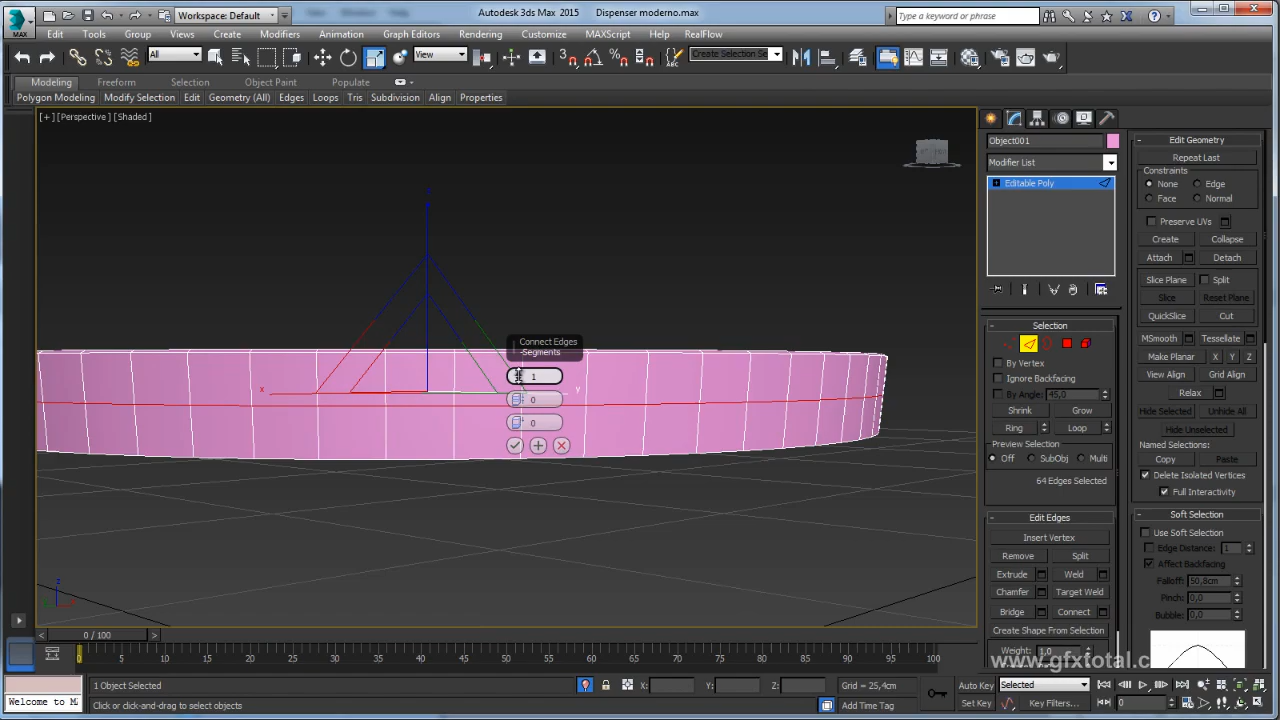 Workspace: Default
Autodesk 3ds Max 2015
Dispenser moderno.max
Type a keyword or phrase
MAX
Edit
Tools
Group
Views
Create
Modifiers
Animation
Graph Editors
Rendering
Customize
MAXScript
Help
RealFlow
All
View
Create Selection Se
Modeling
Freeform
Selection
Object Paint
Populate
Polygon Modeling
Modify Selection
Edit
Geometry (All)
Edges
Loops
Tris
Subdivision
Align
Properties
[+] [Perspective] [Shaded]
x
y
Connect Edges
-Segments
1
0
0
z
Object001
Modifier List
Editable Poly
Selection
By Vertex
Ignore Backfacing
By Angle: 45,0
Shrink
Grow
Ring
Loop
Preview Selection
Off
SubObj
Multi
64 Edges Selected
Edit Edges
Insert Vertex
Remove
Split
Extrude
Weld
Chamfer
Target Weld
Bridge
Connect
Create Shape From Selection
Weight: 1,0
Edit Geometry
Repeat Last
Constraints
None
Edge
Face
Normal
Preserve UVs
Create
Collapse
Attach
Detach
Slice Plane
Split
Slice
Reset Plane
QuickSlice
Cut
MSmooth
Tessellate
Make Planar
X
Y
Z
View Align
Grid Align
Relax
Hide Selected
Unhide All
Hide Unselected
Named Selections:
Copy
Paste
Delete Isolated Vertices
Full Interactivity
Soft Selection
Use Soft Selection
Edge Distance: 1
Affect Backfacing
Falloff: 50,8cm
Pinch: 0,0
Bubble: 0,0
www.gfxtotal.c
0 / 100
0 5 10 15 20 25 30 35 40 45 50 55 60 65 70 75 80 85 90 95 100
1 Object Selected
X:
Y:
Z:
Grid = 25,4cm
Auto Key
Selected
Welcome to MA
Click or click-and-drag to select objects
Add Time Tag
Set Key
Key Filters...
0